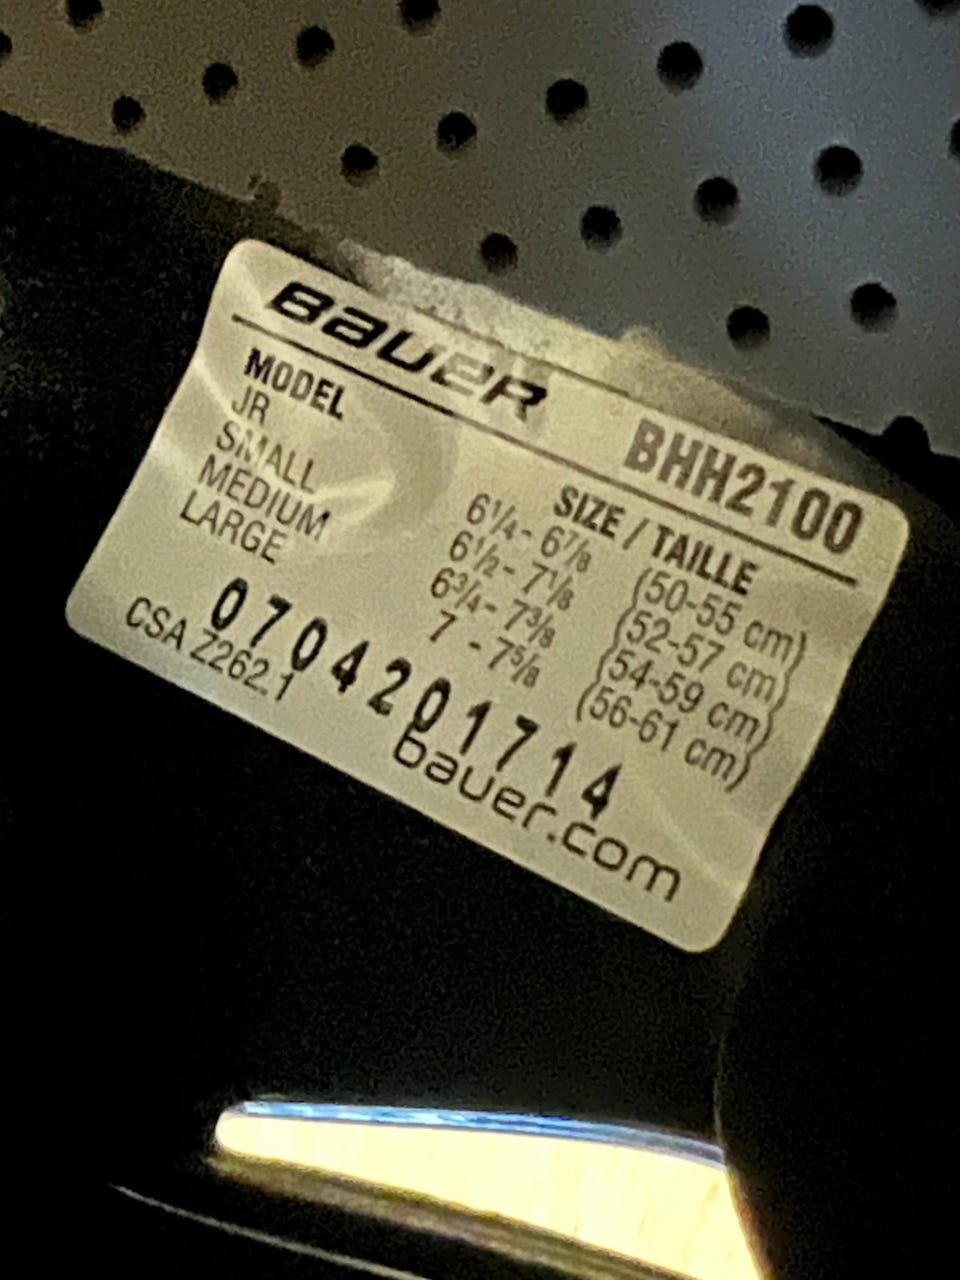 BAUER BHH2100
MODEL SIZE / TAILLE
JR 6¼- 6⅞ (50-55 cm)
SMALL 6½- 7⅛ (52-57 cm)
MEDIUM 6¾- 7⅜ (54-59 cm)
LARGE 7 - 7⅝ (56-61 cm)
0704201714
CSA Z262.1 bauer.com